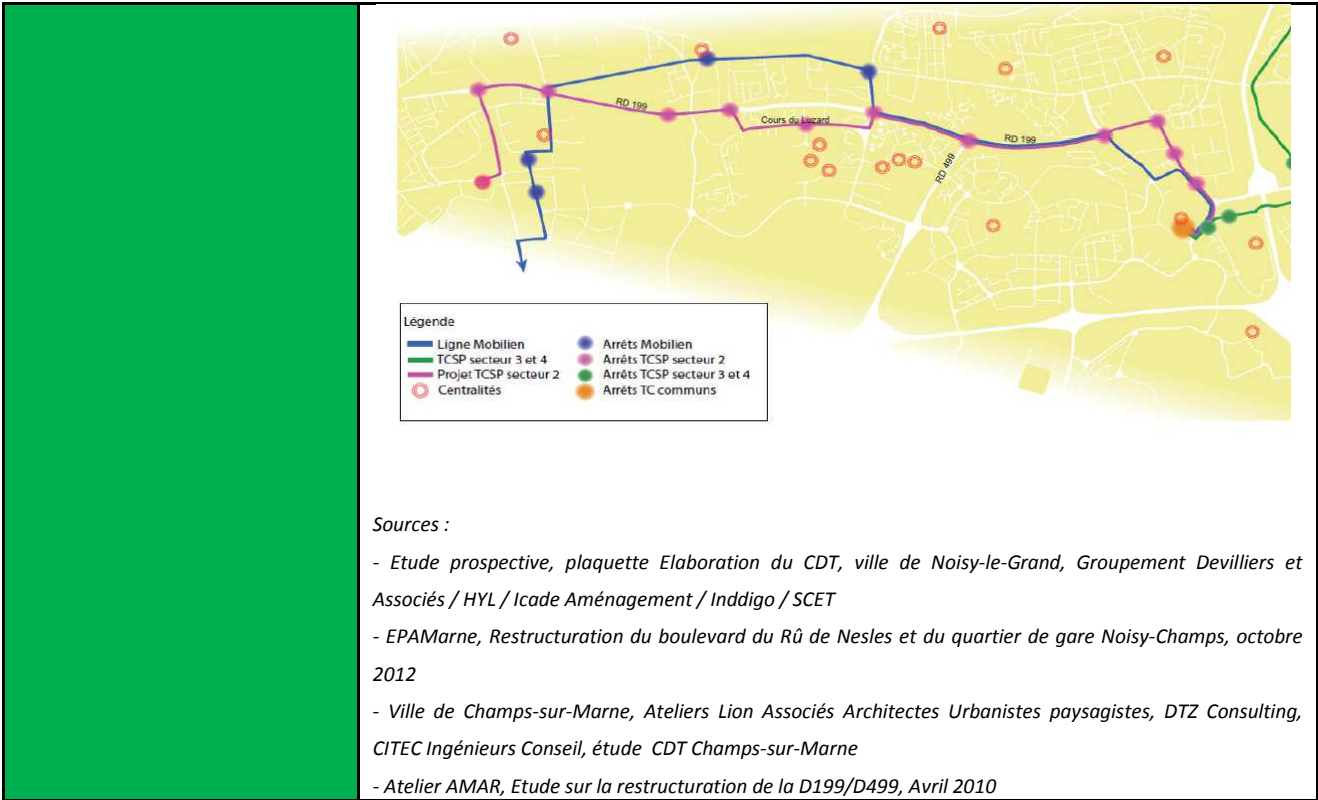 RD 199
Cours du Luzard
RD 199
RD 499
Légende
Ligne Mobilien
Arrêts Mobilien
TCSP secteur 3 et 4
Arrêts TCSP secteur 2
Projet TCSP secteur 2
Arrêts TCSP secteur 3 et 4
Centralités
Arrêts TC communs
Sources :
- Etude prospective, plaquette Elaboration du CDT, ville de Noisy-le-Grand, Groupement Devilliers et
Associés / HYL / Icade Aménagement / Inddigo / SCET
- EPAMarne, Restructuration du boulevard du Rû de Nesles et du quartier de gare Noisy-Champs, octobre
2012
- Ville de Champs-sur-Marne, Ateliers Lion Associés Architectes Urbanistes paysagistes, DTZ Consulting,
CITEC Ingénieurs Conseil, étude CDT Champs-sur-Marne
- Atelier AMAR, Etude sur la restructuration de la D199/D499, Avril 2010